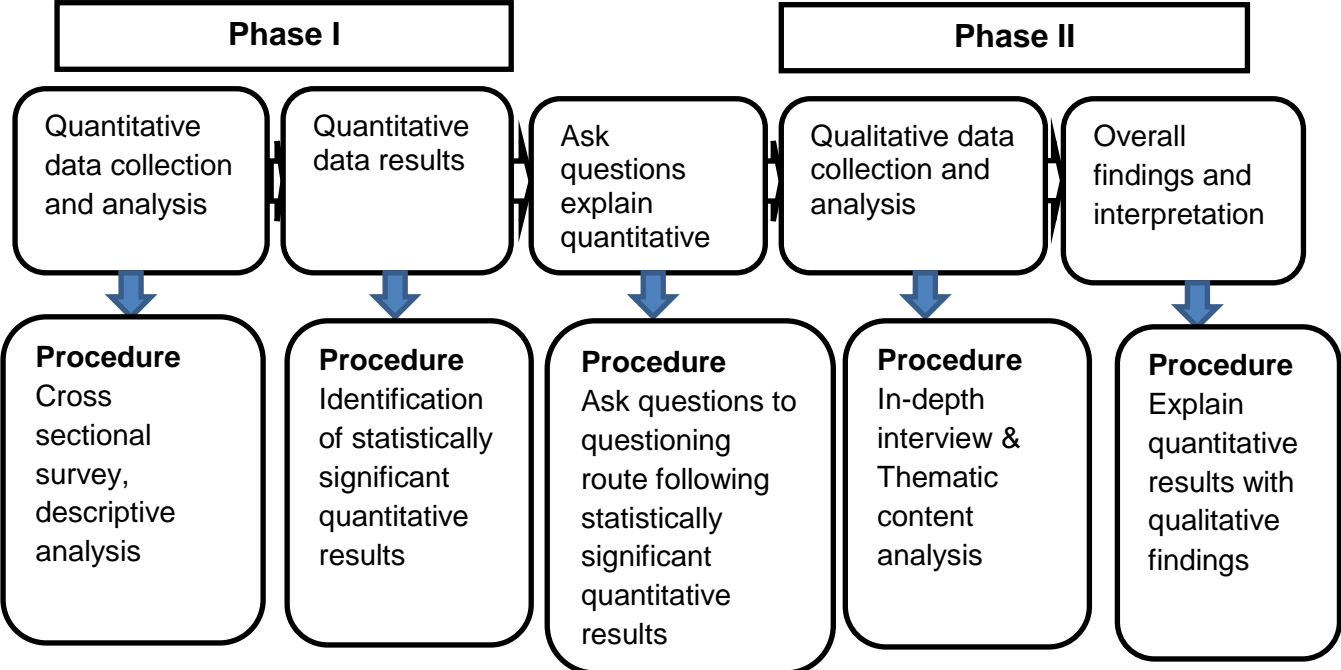 Phase I
Phase II
Quantitative
data collection
and analysis
Quantitative
data results
Ask
questions
explain
quantitative
Qualitative data
collection and
analysis
Overall
findings and
interpretation
Procedure
Cross
sectional
survey,
descriptive
analysis
Procedure
Identification
of statistically
significant
quantitative
results
Procedure
Ask questions to
questioning
route following
statistically
significant
quantitative
results
Procedure
In-depth
interview &
Thematic
content
analysis
Procedure
Explain
quantitative
results with
qualitative
findings